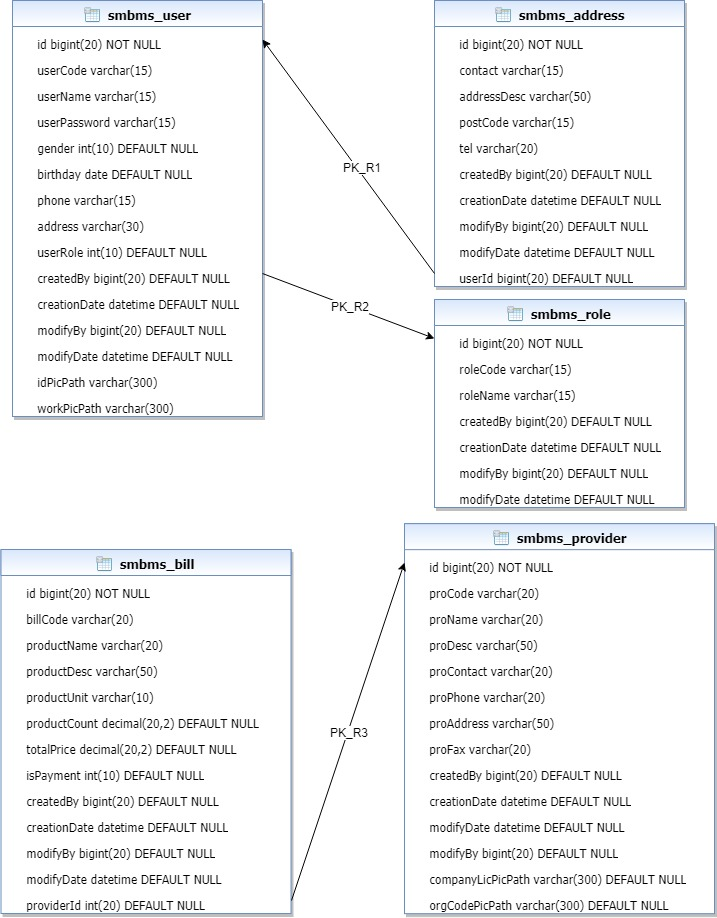 smbms_user
id bigint(20) NOT NULL
userCode varchar(15)
userName varchar(15)
userPassword varchar(15)
gender int(10) DEFAULT NULL
birthday date DEFAULT NULL
phone varchar(15)
address varchar(30)
userRole int(10) DEFAULT NULL
createdBy bigint(20) DEFAULT NULL
creationDate datetime DEFAULT NULL
modifyBy bigint(20) DEFAULT NULL
modifyDate datetime DEFAULT NULL
idPicPath varchar(300)
workPicPath varchar(300)
PK_R1
PK_R2
smbms_address
id bigint(20) NOT NULL
contact varchar(15)
addressDesc varchar(50)
postCode varchar(15)
tel varchar(20)
createdBy bigint(20) DEFAULT NULL
creationDate datetime DEFAULT NULL
modifyBy bigint(20) DEFAULT NULL
modifyDate datetime DEFAULT NULL
userId bigint(20) DEFAULT NULL
smbms_role
id bigint(20) NOT NULL
roleCode varchar(15)
roleName varchar(15)
createdBy bigint(20) DEFAULT NULL
creationDate datetime DEFAULT NULL
modifyBy bigint(20) DEFAULT NULL
modifyDate datetime DEFAULT NULL
smbms_bill
id bigint(20) NOT NULL
billCode varchar(20)
productName varchar(20)
productDesc varchar(50)
productUnit varchar(10)
productCount decimal(20,2) DEFAULT NULL
totalPrice decimal(20,2) DEFAULT NULL
isPayment int(10) DEFAULT NULL
createdBy bigint(20) DEFAULT NULL
creationDate datetime DEFAULT NULL
modifyBy bigint(20) DEFAULT NULL
modifyDate datetime DEFAULT NULL
providerId int(20) DEFAULT NULL
PK_R3
smbms_provider
id bigint(20) NOT NULL
proCode varchar(20)
proName varchar(20)
proDesc varchar(50)
proContact varchar(20)
proPhone varchar(20)
proAddress varchar(50)
proFax varchar(20)
createdBy bigint(20) DEFAULT NULL
creationDate datetime DEFAULT NULL
modifyDate datetime DEFAULT NULL
modifyBy bigint(20) DEFAULT NULL
companyLicPicPath varchar(300) DEFAULT NULL
orgCodePicPath varchar(300) DEFAULT NULL